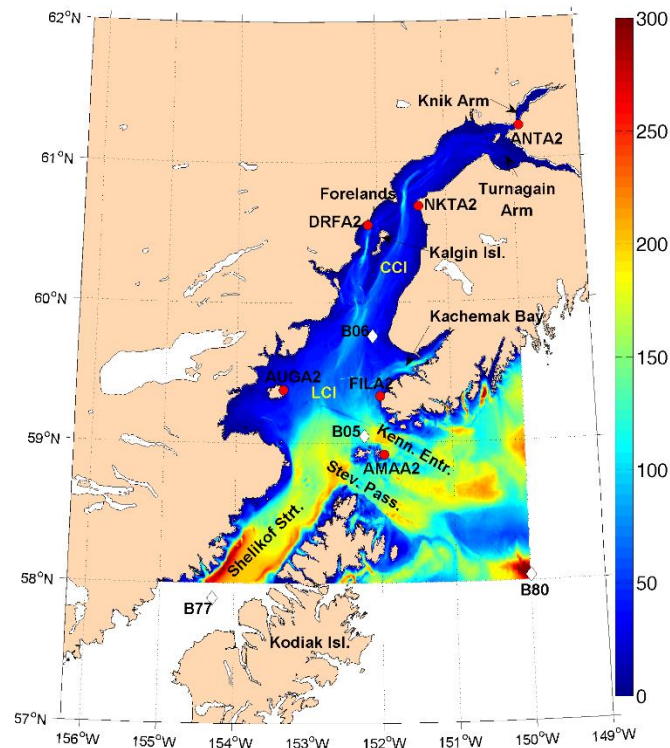 62°N
300
Knik Arm
ANTA2
61°N
250
Forelands
Turnagain
Arm
NKTA2
DRFA2
Kalgin Isl.
CCI
200
60°N
Kachemak Bay
B06
AUGA2
FILA2
LCI
150
59°N
B05
Kenn. Entr.
AMAA2
Stev. Pass.
100
Shelikof Strt.
58°N
B77
B80
50
Kodiak Isl.
57°N
0
156°W 155°W 154°W 153°W 152°W 151°W 150°W 149°W